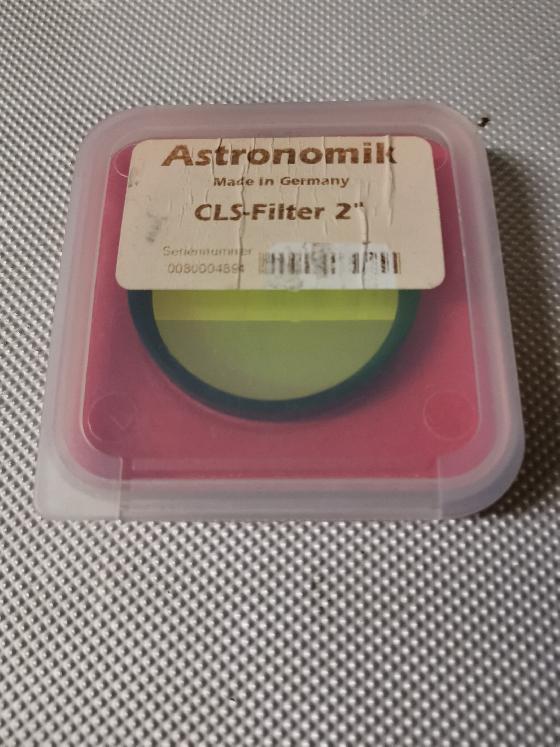 Astronomik
Made in Germany
CLS-Filter 2"
Seriennummer
0080004894